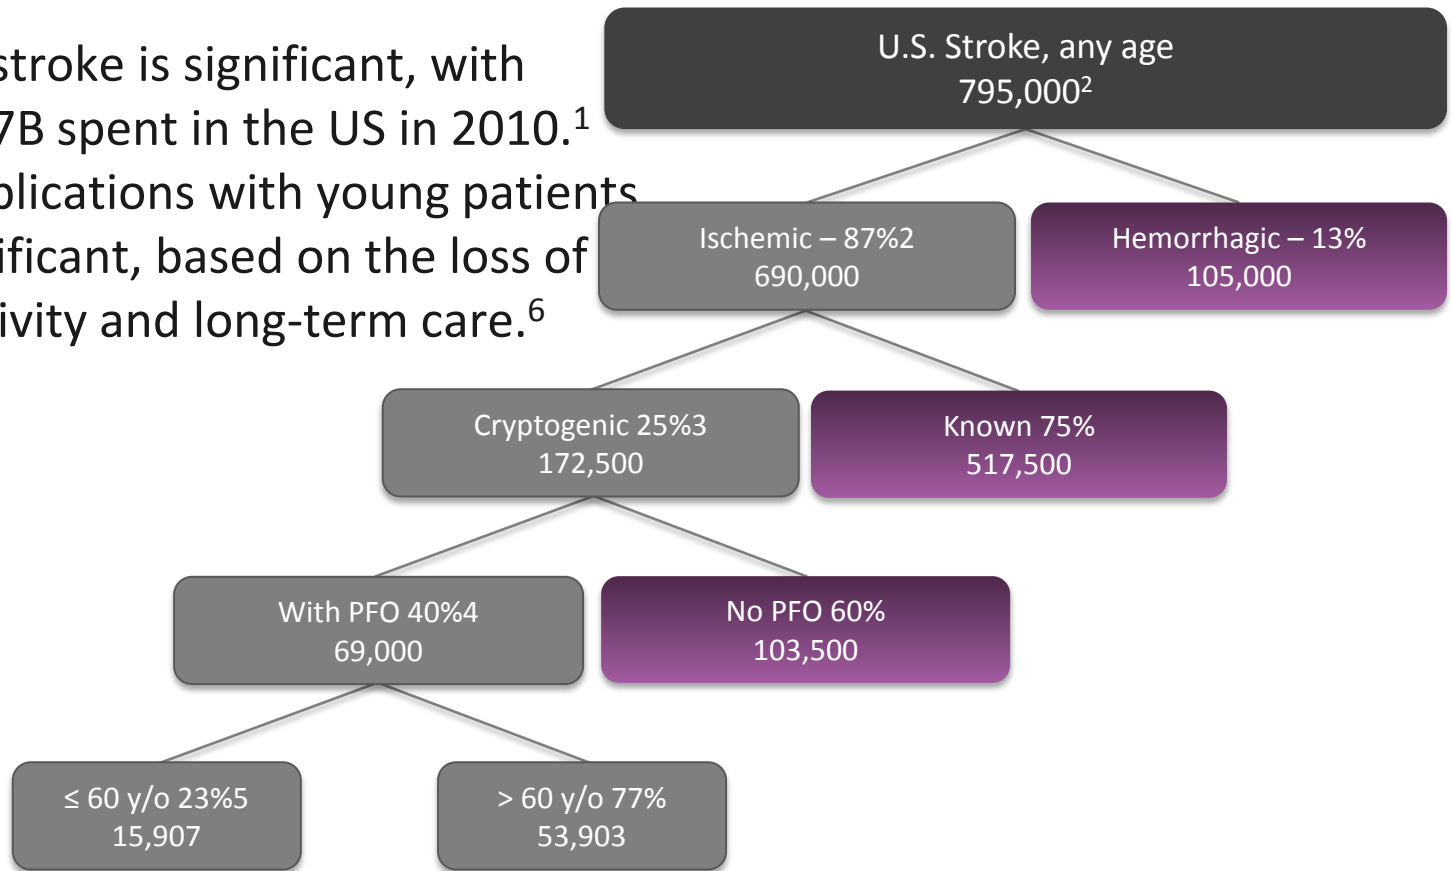 stroke is significant, with
7B spent in the US in 2010.¹
plications with young patients
ificant, based on the loss of
ivity and long-term care.⁶
U.S. Stroke, any age
795,000²
Ischemic – 87%2
690,000
Hemorrhagic – 13%
105,000
Cryptogenic 25%3
172,500
Known 75%
517,500
With PFO 40%4
69,000
No PFO 60%
103,500
≤ 60 y/o 23%5
15,907
> 60 y/o 77%
53,903